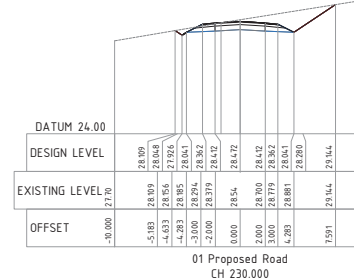 DATUM 24.00
DESIGN LEVEL 28.109 28.048 27.926 28.041 28.362 28.412 28.472 28.412 28.362 28.041 28.280 29.144
EXISTING LEVEL 27.70 28.109 28.156 28.185 28.294 28.379 28.54 28.700 28.779 28.881 29.144
OFFSET -10.000 -5.183 -4.633 -4.283 -3.000 -2.000 0.000 2.000 3.000 4.283 7.591
01 Proposed Road
CH 230.000